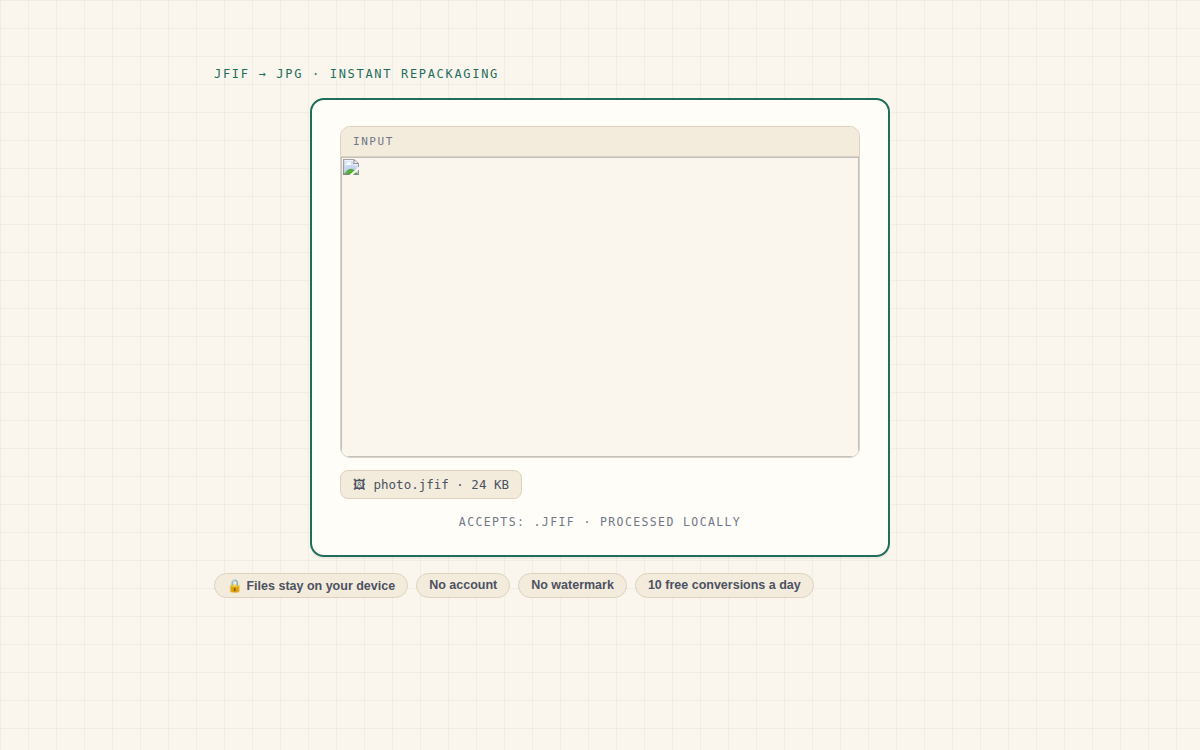 JFIF → JPG · INSTANT REPACKAGING
INPUT
🖼 photo.jfif · 24 KB
ACCEPTS: .JFIF · PROCESSED LOCALLY
🔒 Files stay on your device No account No watermark 10 free conversions a day